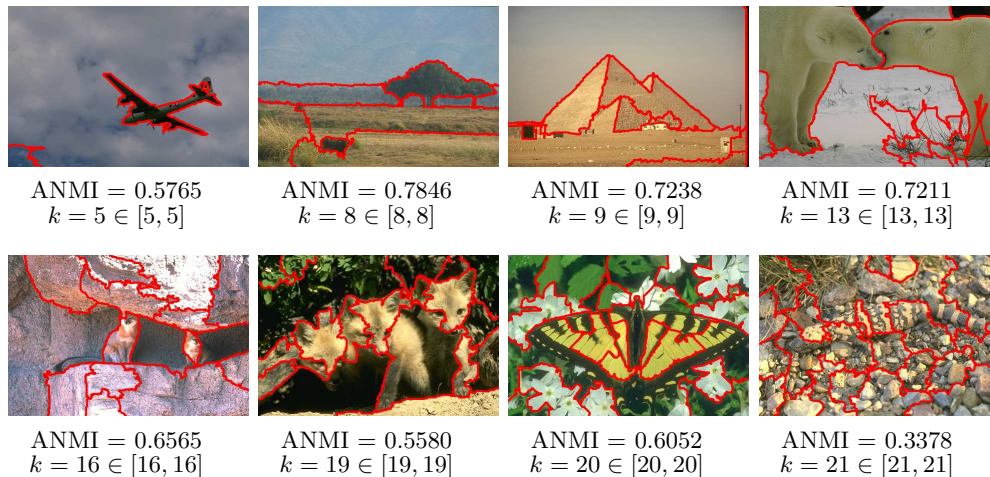 ANMI = 0.5765
k = 5 ∈ [5, 5]
ANMI = 0.7846
k = 8 ∈ [8, 8]
ANMI = 0.7238
k = 9 ∈ [9, 9]
ANMI = 0.7211
k = 13 ∈ [13, 13]
ANMI = 0.6565
k = 16 ∈ [16, 16]
ANMI = 0.5580
k = 19 ∈ [19, 19]
ANMI = 0.6052
k = 20 ∈ [20, 20]
ANMI = 0.3378
k = 21 ∈ [21, 21]